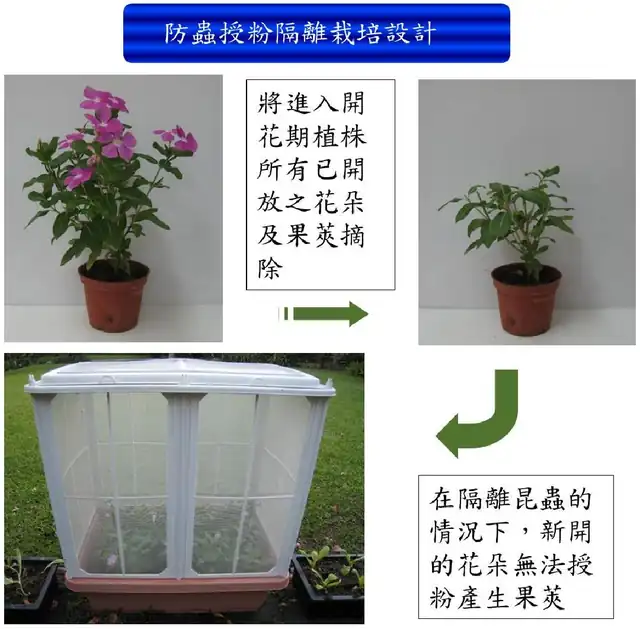 防蟲授粉隔離栽培設計
將進入開
花期植株
所有已開
放之花朵
及果莢摘
除
在隔離昆蟲的
情況下，新開
的花朵無法授
粉產生果莢